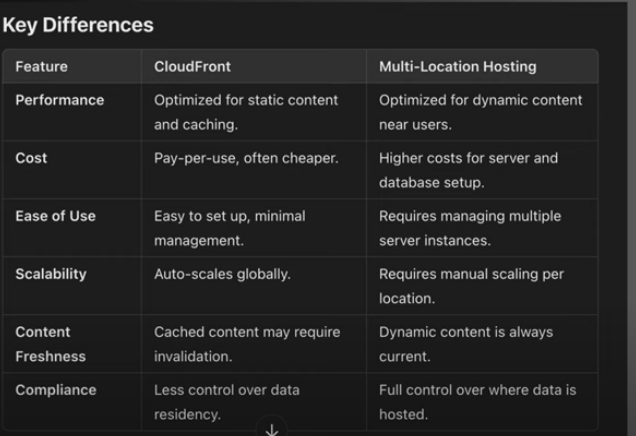 Key Differences
Feature CloudFront Multi-Location Hosting
Performance Optimized for static content Optimized for dynamic content
and caching. near users.
Cost Pay-per-use, often cheaper. Higher costs for server and
database setup.
Ease of Use Easy to set up, minimal Requires managing multiple
management. server instances.
Scalability Auto-scales globally. Requires manual scaling per
location.
Content Cached content may require Dynamic content is always
Freshness invalidation. current.
Compliance Less control over data Full control over where data is
residency. hosted.